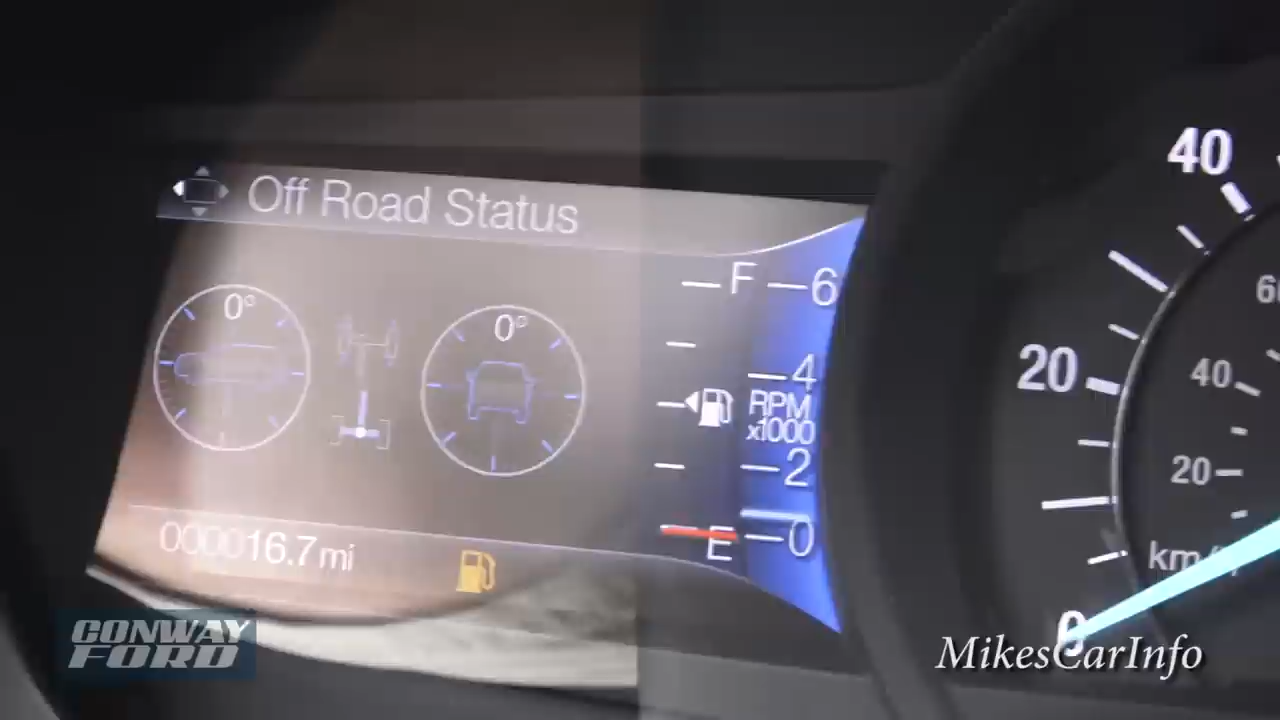 Off Road Status
0°
0°
F
6
4
RPM
x1000
2
E
0
000016.7 mi
40
20
0
40
20
CONWAY
FORD
MikesCarInfo